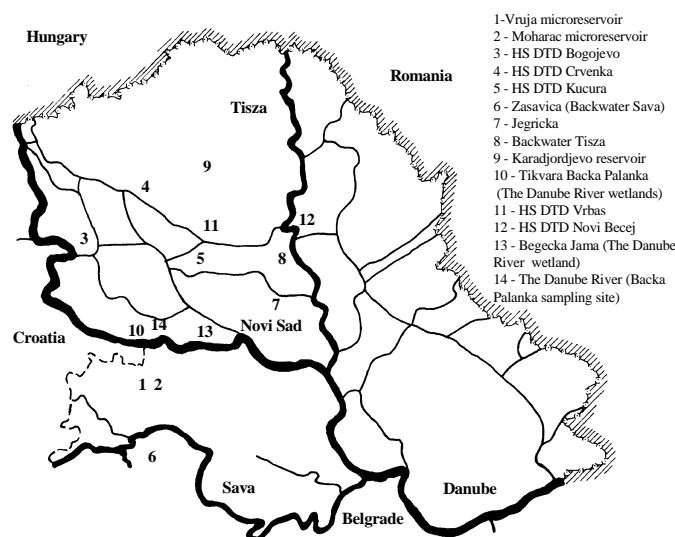 Hungary
Romania
Tisza
9
4
11
12
3
5
8
7
Croatia
10
14
13
Novi Sad
1 2
6
Sava
Belgrade
Danube
1-Vruja microreservoir
2 - Moharac microreservoir
3 - HS DTD Bogojevo
4 - HS DTD Crvenka
5 - HS DTD Kucura
6 - Zasavica (Backwater Sava)
7 - Jegricka
8 - Backwater Tisza
9 - Karadjordjevo reservoir
10 - Tikvara Backa Palanka
(The Danube River wetlands)
11 - HS DTD Vrbas
12 - HS DTD Novi Becej
13 - Begecka Jama (The Danube
River wetland)
14 - The Danube River (Backa
Palanka sampling site)